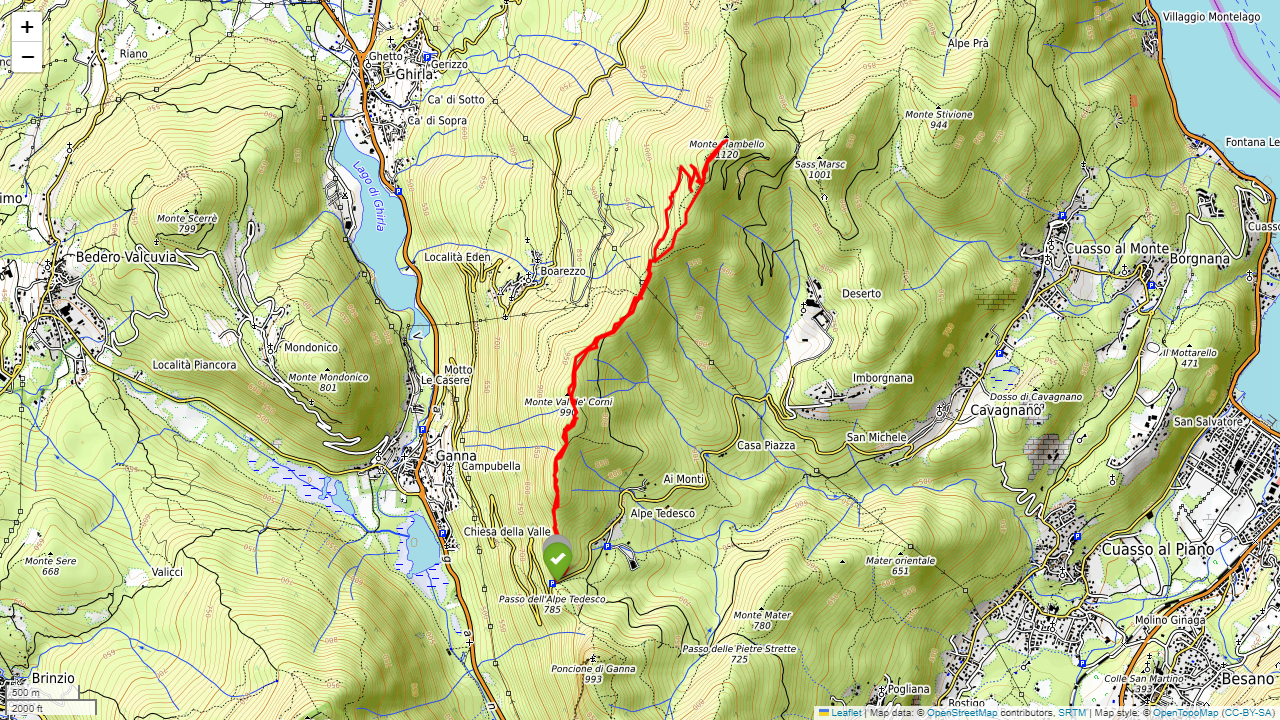 +
−
Villaggio Montelago
Riano
Ghetto
Gerizzo
Ghirla
Alpe Prà
Ca' di Sotto
Ca' di Sopra
Monte Stivione
944
Fontana Le
Sass Marsc
1001
1120
Lago di Ghirla
imo
Monte Scerrè
799
Bedero Valcuvia
Località Eden
Boarezzo
Cuasso al Monte
Cuasso
Borgnana
Deserto
Mondonico
Località Piancora
Monte Mondonico
801
Motto
Le Casere
Il Mottarello
471
Imborgnana
Dosso di Cavagnano
Cavagnano
990
San Salvatore
San Michele
Casa Piazza
Ganna
Campubella
Ai Monti
Alpe Tedesco
Chiesa della Valle
Cuasso al Piano
Mater orientale
651
Monte Sere
668
Valicci
Passo dell'Alpe Tedesco
785
Monte Mater
780
Molino Ginaga
Passo delle Pietre Strette
725
Poncione di Ganna
993
Brinzio
Colle San Martino
393
Besano
Pogliana
Rostigo
500 m
2000 ft
Leaflet | Map data: © OpenStreetMap contributors, SRTM | Map style: © OpenTopoMap (CC-BY-SA)